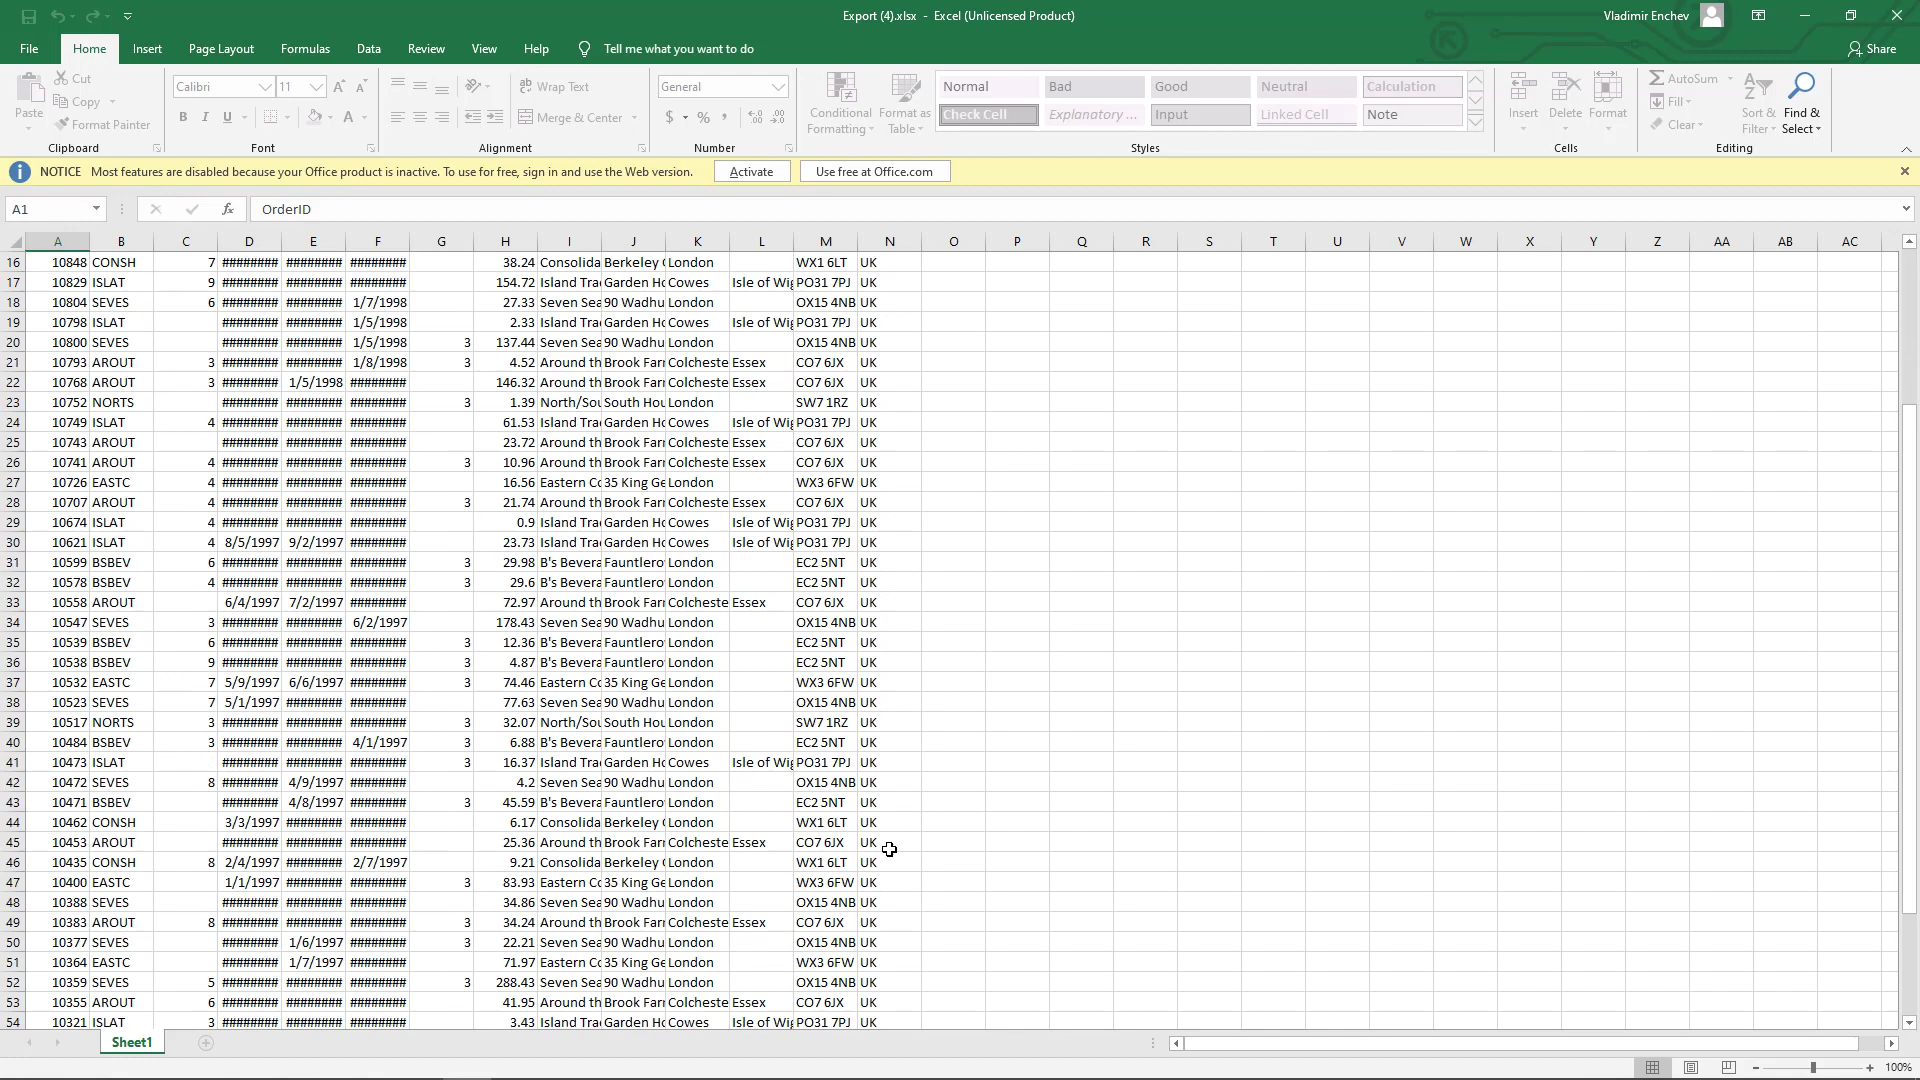 Export (4).xlsx - Excel (Unlicensed Product)
Vladimir Enchev
File Home Insert Page Layout Formulas Data Review View Help Tell me what you want to do Share
Paste Cut Copy Format Painter Clipboard
Calibri 11 B I U Font
Wrap Text Merge & Center Alignment
General $ % , Number
Conditional Formatting Format as Table
Normal Bad Good Neutral Calculation
Check Cell Explanatory ... Input Linked Cell Note
Styles
Insert Delete Format Cells
AutoSum Fill Clear Sort & Filter Find & Select Editing
NOTICE Most features are disabled because your Office product is inactive. To use for free, sign in and use the Web version. Activate Use free at Office.com
A1 fx OrderID
A B C D E F G H I J K L M N O P Q R S T U V W X Y Z AA AB AC
16 10848 CONSH 7 ######## ######## ######## 38.24 Consolida Berkeley London WX1 6LT UK
17 10829 ISLAT 9 ######## ######## ######## 154.72 Island Tra Garden Ho Cowes Isle of Wig PO31 7PJ UK
18 10804 SEVES 6 ######## ######## 1/7/1998 27.33 Seven Sea 90 Wadhu London OX15 4NB UK
19 10798 ISLAT ######## ######## 1/5/1998 2.33 Island Tra Garden Ho Cowes Isle of Wig PO31 7PJ UK
20 10800 SEVES ######## ######## 1/5/1998 3 137.44 Seven Sea 90 Wadhu London OX15 4NB UK
21 10793 AROUT 3 ######## ######## 1/8/1998 3 4.52 Around th Brook Farm Colcheste Essex CO7 6JX UK
22 10768 AROUT 3 ######## 1/5/1998 ######## 146.32 Around th Brook Farm Colcheste Essex CO7 6JX UK
23 10752 NORTS ######## ######## ######## 3 1.39 North/Sou South Hou London SW7 1RZ UK
24 10749 ISLAT 4 ######## ######## ######## 61.53 Island Tra Garden Ho Cowes Isle of Wig PO31 7PJ UK
25 10743 AROUT ######## ######## ######## 23.72 Around th Brook Farm Colcheste Essex CO7 6JX UK
26 10741 AROUT 4 ######## ######## ######## 3 10.96 Around th Brook Farm Colcheste Essex CO7 6JX UK
27 10726 EASTC 4 ######## ######## ######## 16.56 Eastern Co 35 King Ge London WX3 6FW UK
28 10707 AROUT 4 ######## ######## ######## 3 21.74 Around th Brook Farm Colcheste Essex CO7 6JX UK
29 10674 ISLAT 4 ######## ######## ######## 0.9 Island Tra Garden Ho Cowes Isle of Wig PO31 7PJ UK
30 10621 ISLAT 4 8/5/1997 9/2/1997 ######## 23.73 Island Tra Garden Ho Cowes Isle of Wig PO31 7PJ UK
31 10599 BSBEV 6 ######## ######## ######## 3 29.98 B's Bevera Fauntlero London EC2 5NT UK
32 10578 BSBEV 4 ######## ######## ######## 3 29.6 B's Bevera Fauntlero London EC2 5NT UK
33 10558 AROUT 6/4/1997 7/2/1997 ######## 72.97 Around th Brook Farm Colcheste Essex CO7 6JX UK
34 10547 SEVES 3 ######## ######## 6/2/1997 178.43 Seven Sea 90 Wadhu London OX15 4NB UK
35 10539 BSBEV 6 ######## ######## ######## 3 12.36 B's Bevera Fauntlero London EC2 5NT UK
36 10538 BSBEV 9 ######## ######## ######## 3 4.87 B's Bevera Fauntlero London EC2 5NT UK
37 10532 EASTC 7 5/9/1997 6/6/1997 ######## 3 74.46 Eastern Co 35 King Ge London WX3 6FW UK
38 10523 SEVES 7 5/1/1997 ######## ######## 77.63 Seven Sea 90 Wadhu London OX15 4NB UK
39 10517 NORTS 3 ######## ######## ######## 3 32.07 North/Sou South Hou London SW7 1RZ UK
40 10484 BSBEV 3 ######## ######## 4/1/1997 3 6.88 B's Bevera Fauntlero London EC2 5NT UK
41 10473 ISLAT ######## ######## ######## 3 16.37 Island Tra Garden Ho Cowes Isle of Wig PO31 7PJ UK
42 10472 SEVES 8 ######## 4/9/1997 ######## 4.2 Seven Sea 90 Wadhu London OX15 4NB UK
43 10471 BSBEV ######## 4/8/1997 ######## 3 45.59 B's Bevera Fauntlero London EC2 5NT UK
44 10462 CONSH 3/3/1997 ######## ######## 6.17 Consolida Berkeley London WX1 6LT UK
45 10453 AROUT ######## ######## ######## 25.36 Around th Brook Farm Colcheste Essex CO7 6JX UK
46 10435 CONSH 8 2/4/1997 ######## 2/7/1997 9.21 Consolida Berkeley London WX1 6LT UK
47 10400 EASTC 1/1/1997 ######## ######## 3 83.93 Eastern Co 35 King Ge London WX3 6FW UK
48 10388 SEVES ######## ######## ######## 34.86 Seven Sea 90 Wadhu London OX15 4NB UK
49 10383 AROUT 8 ######## ######## ######## 3 34.24 Around th Brook Farm Colcheste Essex CO7 6JX UK
50 10377 SEVES ######## 1/6/1997 ######## 3 22.21 Seven Sea 90 Wadhu London OX15 4NB UK
51 10364 EASTC ######## 1/7/1997 ######## 71.97 Eastern Co 35 King Ge London WX3 6FW UK
52 10359 SEVES 5 ######## ######## ######## 3 288.43 Seven Sea 90 Wadhu London OX15 4NB UK
53 10355 AROUT 6 ######## ######## ######## 41.95 Around th Brook Farm Colcheste Essex CO7 6JX UK
54 10321 ISLAT 3 ######## ######## ######## 3.43 Island Tra Garden Ho Cowes Isle of Wig PO31 7PJ UK
Sheet1
100%